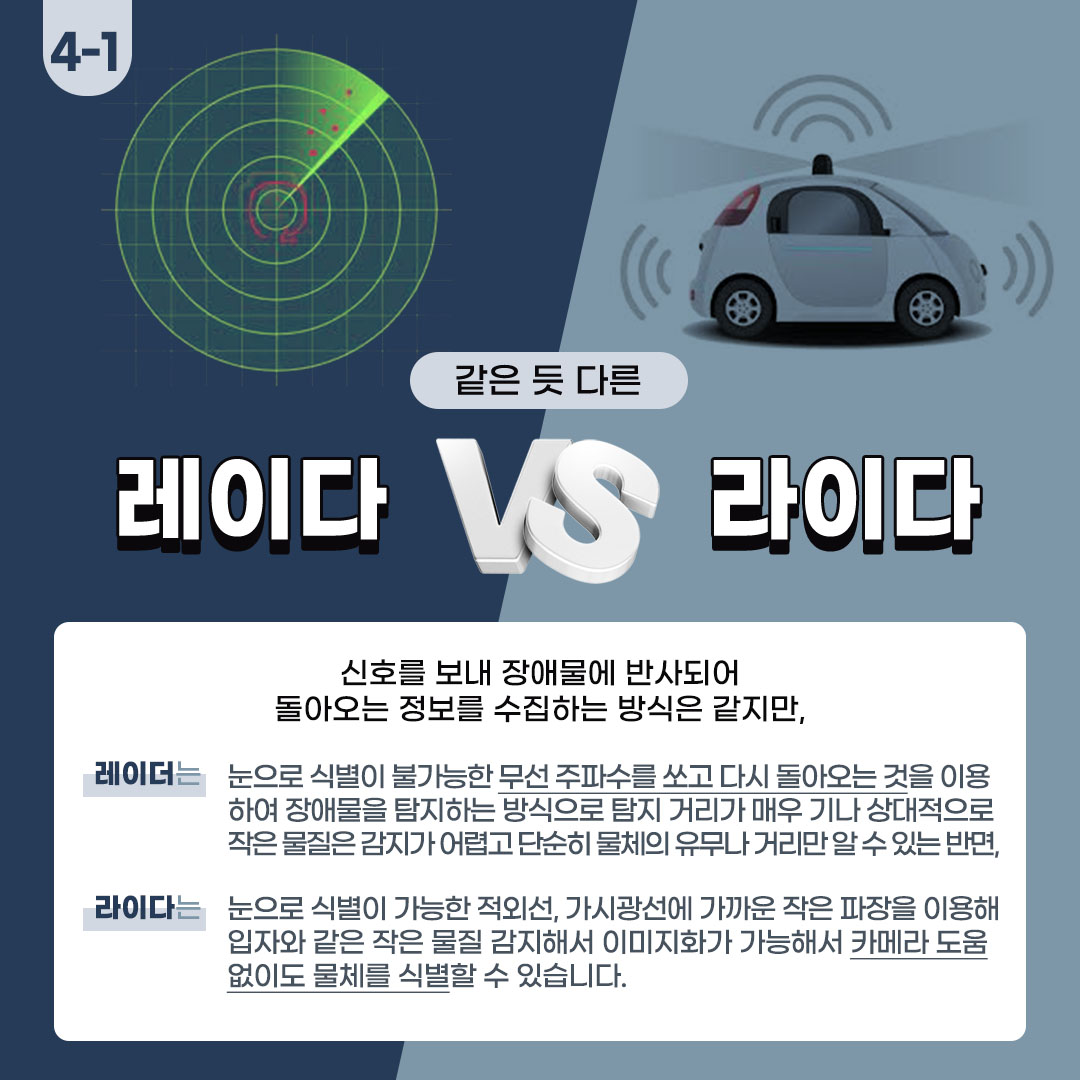 4-1
같은 듯 다른
레이다 VS 라이다
신호를 보내 장애물에 반사되어
돌아오는 정보를 수집하는 방식은 같지만,
레이더는 눈으로 식별이 불가능한 무선 주파수를 쏘고 다시 돌아오는 것을 이용
하여 장애물을 탐지하는 방식으로 탐지 거리가 매우 기나 상대적으로
작은 물질은 감지가 어렵고 단순히 물체의 유무나 거리만 알 수 있는 반면,
라이다는 눈으로 식별이 가능한 적외선, 가시광선에 가까운 작은 파장을 이용해
입자와 같은 작은 물질 감지해서 이미지화가 가능해서 카메라 도움
없이도 물체를 식별할 수 있습니다.